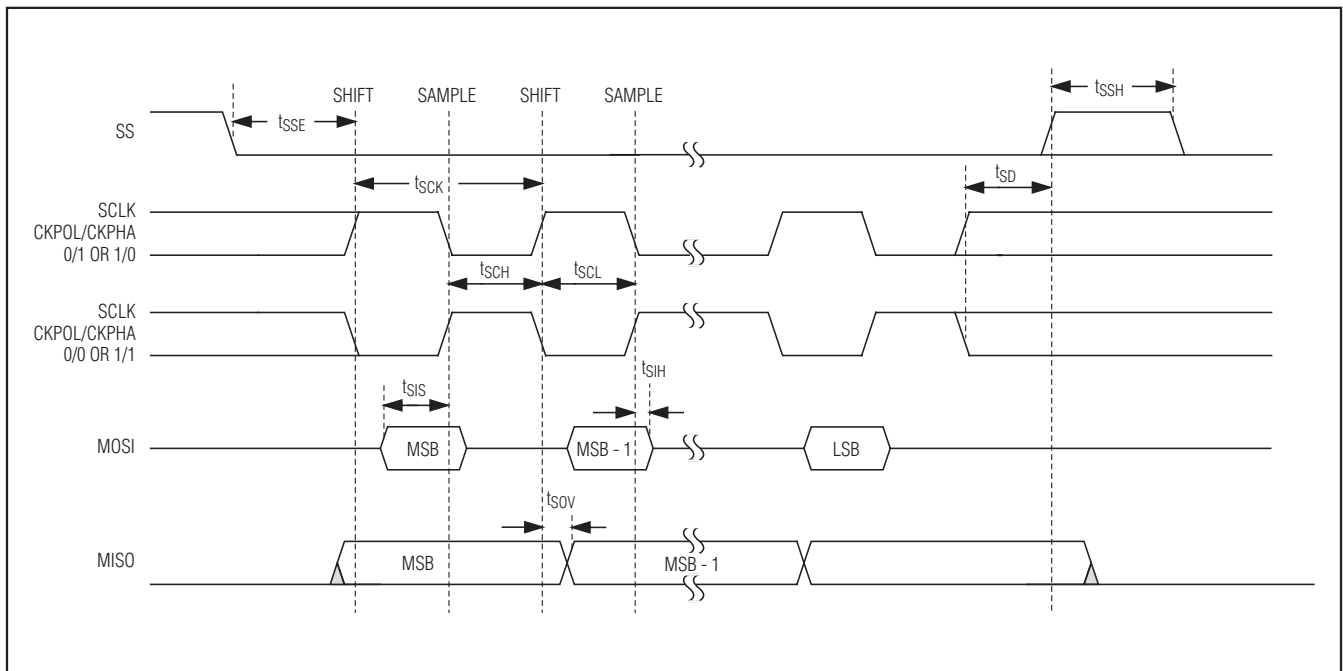 SHIFT SAMPLE SHIFT SAMPLE
tSSH
SS
tSSE
tSD
tSCK
SCLK
CKPOL/CKPHA
0/1 OR 1/0
tSCH tSCL
SCLK
CKPOL/CKPHA
0/0 OR 1/1
tSIH
tSIS
MOSI MSB MSB - 1 LSB
tSOV
MISO MSB MSB - 1